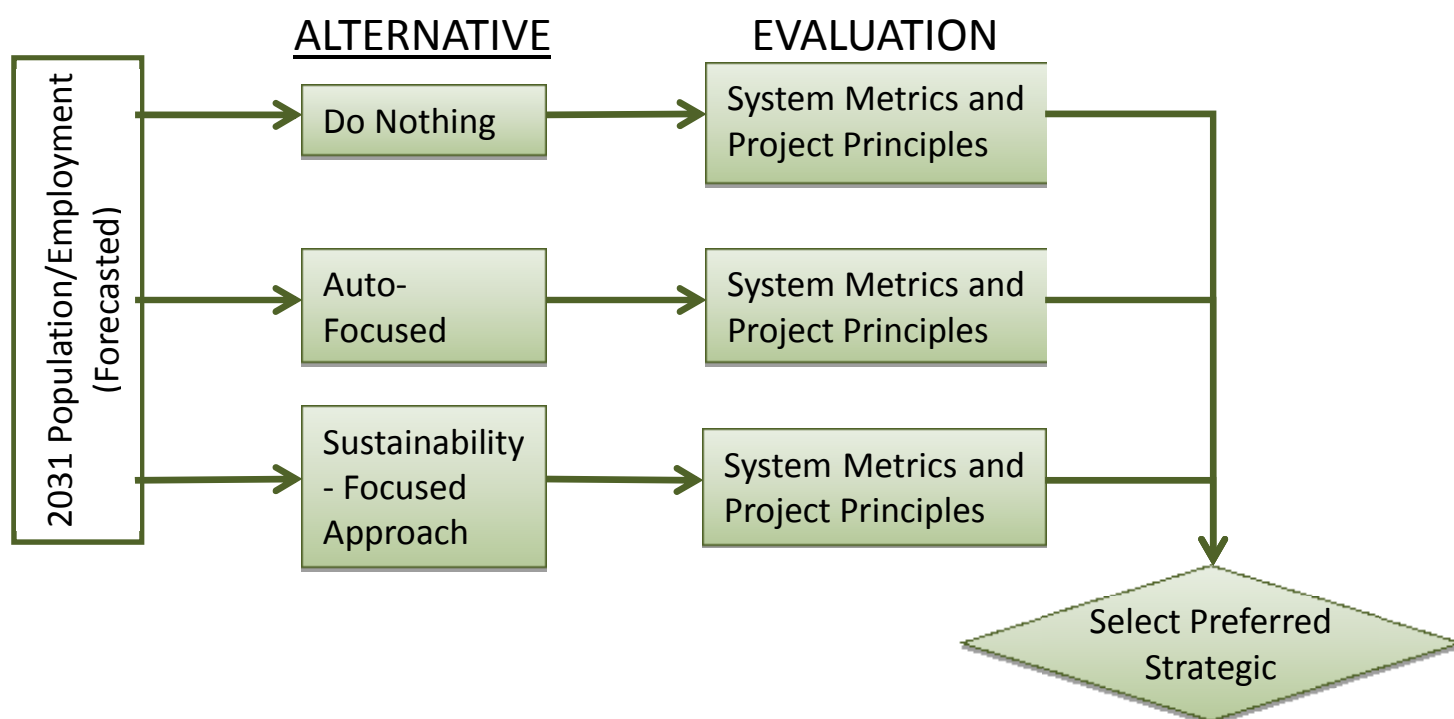 ALTERNATIVE
EVALUATION
2031 Population/Employment
(Forecasted)
Do Nothing
System Metrics and
Project Principles
Auto-
Focused
System Metrics and
Project Principles
Sustainability
- Focused
Approach
System Metrics and
Project Principles
Select Preferred
Strategic